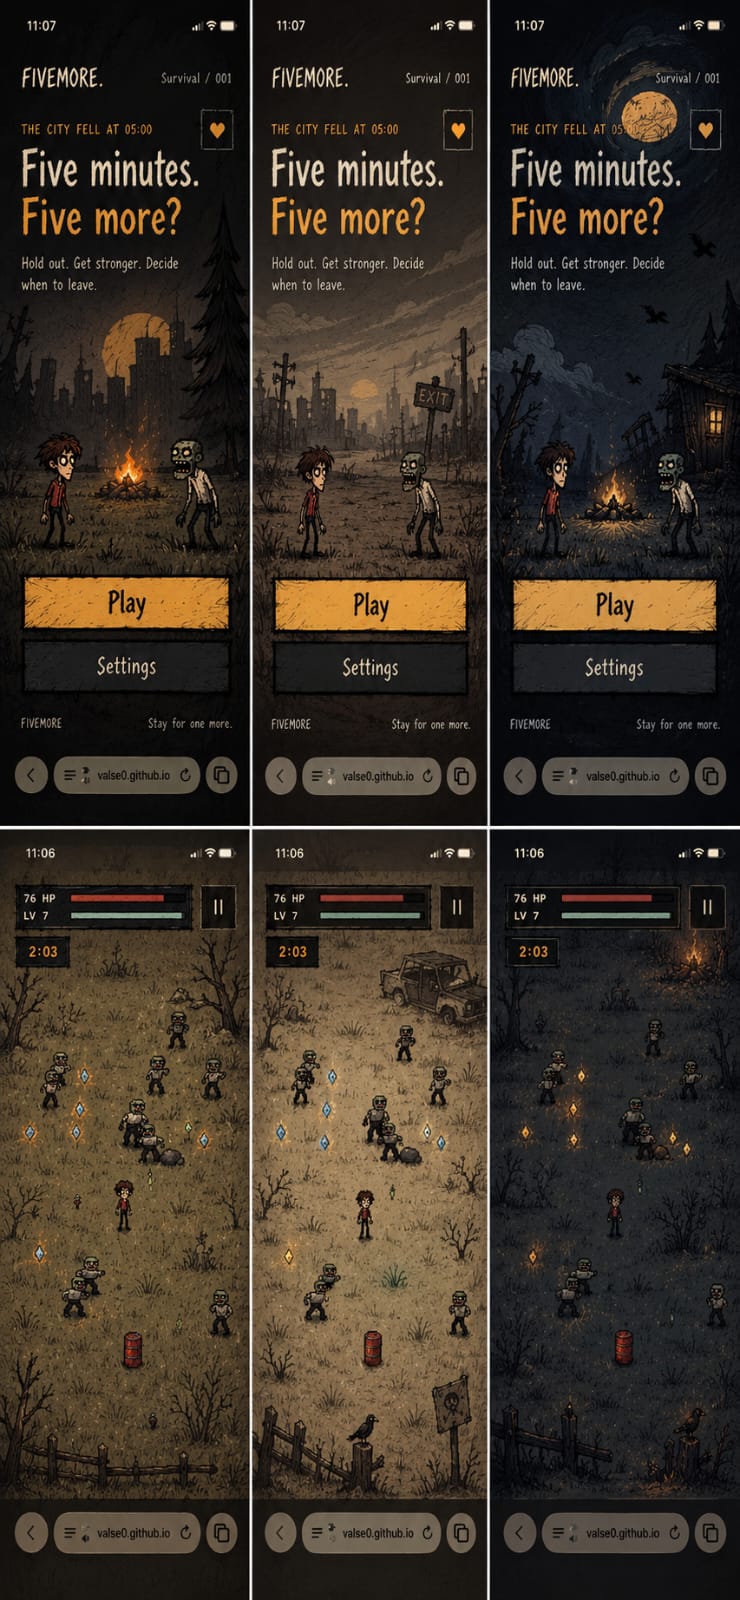 11:07
FIVEMORE.
Survival / 001
THE CITY FELL AT 05:00
Five minutes.
Five more?
Hold out. Get stronger. Decide
when to leave.
Play
Settings
FIVEMORE
Stay for one more.
valse0.github.io
11:07
FIVEMORE.
Survival / 001
THE CITY FELL AT 05:00
Five minutes.
Five more?
Hold out. Get stronger. Decide
when to leave.
EXIT
Play
Settings
FIVEMORE
Stay for one more.
valse0.github.io
11:07
FIVEMORE.
Survival / 001
THE CITY FELL AT 05:00
Five minutes.
Five more?
Hold out. Get stronger. Decide
when to leave.
Play
Settings
FIVEMORE
Stay for one more.
valse0.github.io
11:06
76 HP
LV 7
2:03
valse0.github.io
11:06
76 HP
LV 7
2:03
valse0.github.io
11:06
76 HP
LV 7
2:03
valse0.github.io